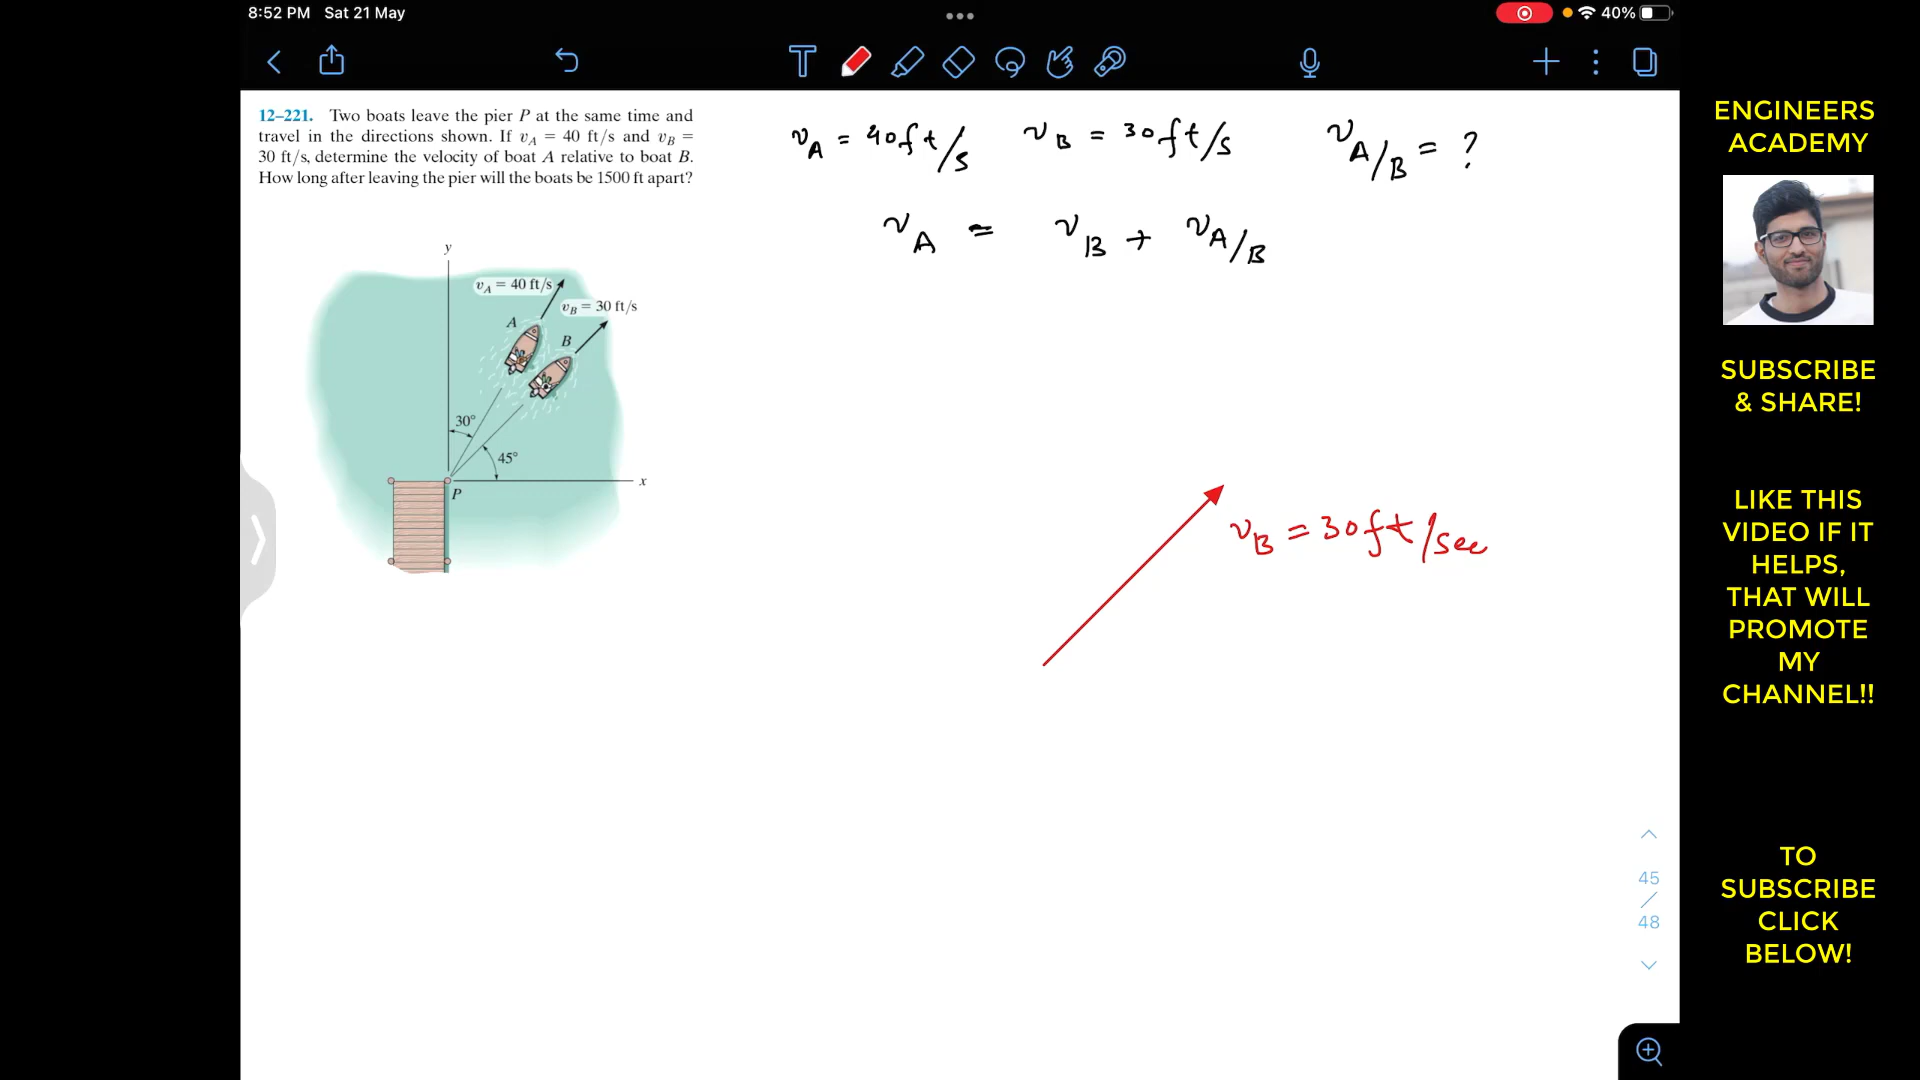 8:52 PM Sat 21 May
40%
12–221. Two boats leave the pier P at the same time and
travel in the directions shown. If vA = 40 ft/s and vB =
30 ft/s, determine the velocity of boat A relative to boat B.
How long after leaving the pier will the boats be 1500 ft apart?
y
vA = 40 ft/s
vB = 30 ft/s
A
B
30°
45°
x
P
vA = 40ft/s vB = 30ft/s vA/B = ?
vA = vB + vA/B
vB = 30ft/sec
45
/
48
ENGINEERS
ACADEMY
SUBSCRIBE
& SHARE!
LIKE THIS
VIDEO IF IT
HELPS,
THAT WILL
PROMOTE
MY
CHANNEL!!
TO
SUBSCRIBE
CLICK
BELOW!